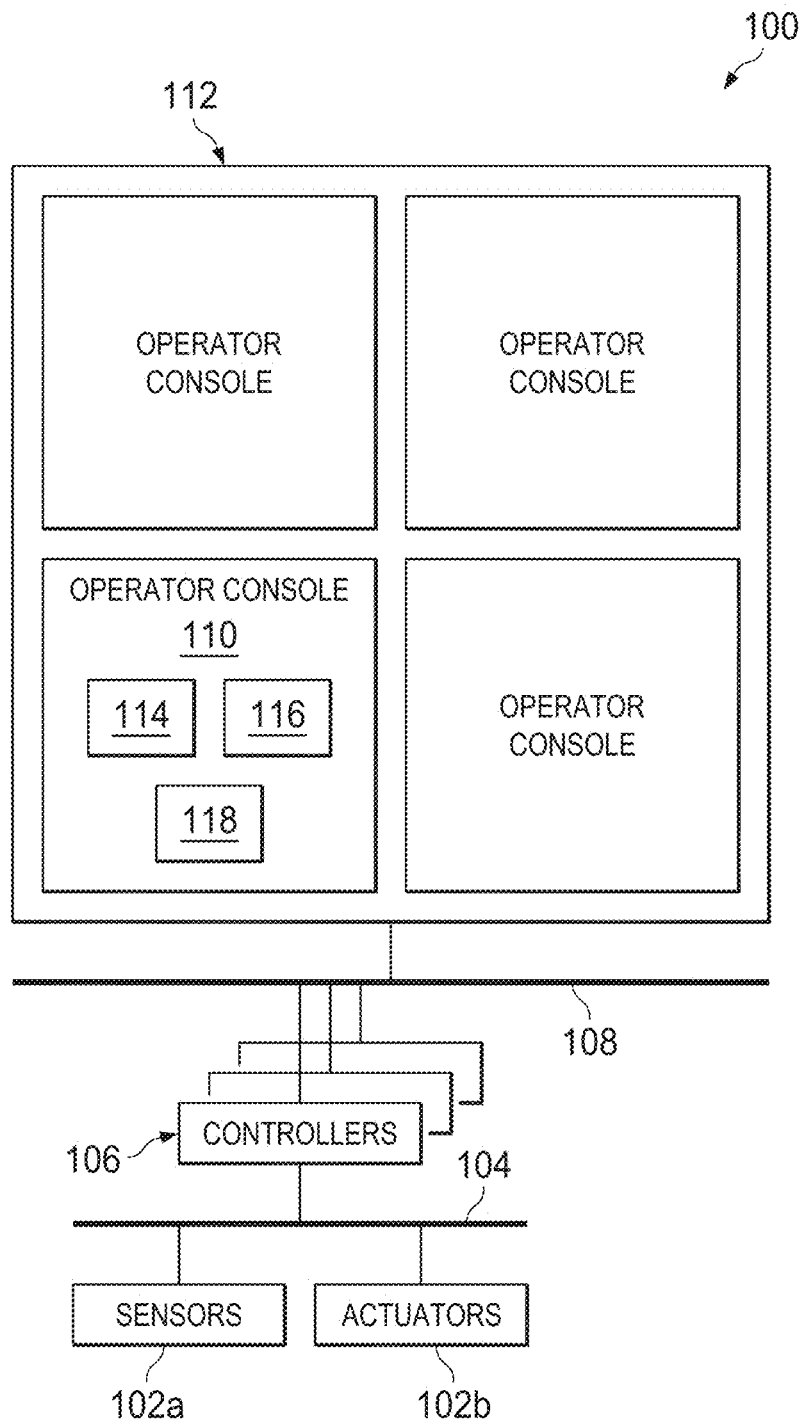 100
112
OPERATOR
CONSOLE
OPERATOR
CONSOLE
OPERATOR CONSOLE
110
114
116
118
OPERATOR
CONSOLE
108
CONTROLLERS
106
104
SENSORS
ACTUATORS
102a
102b